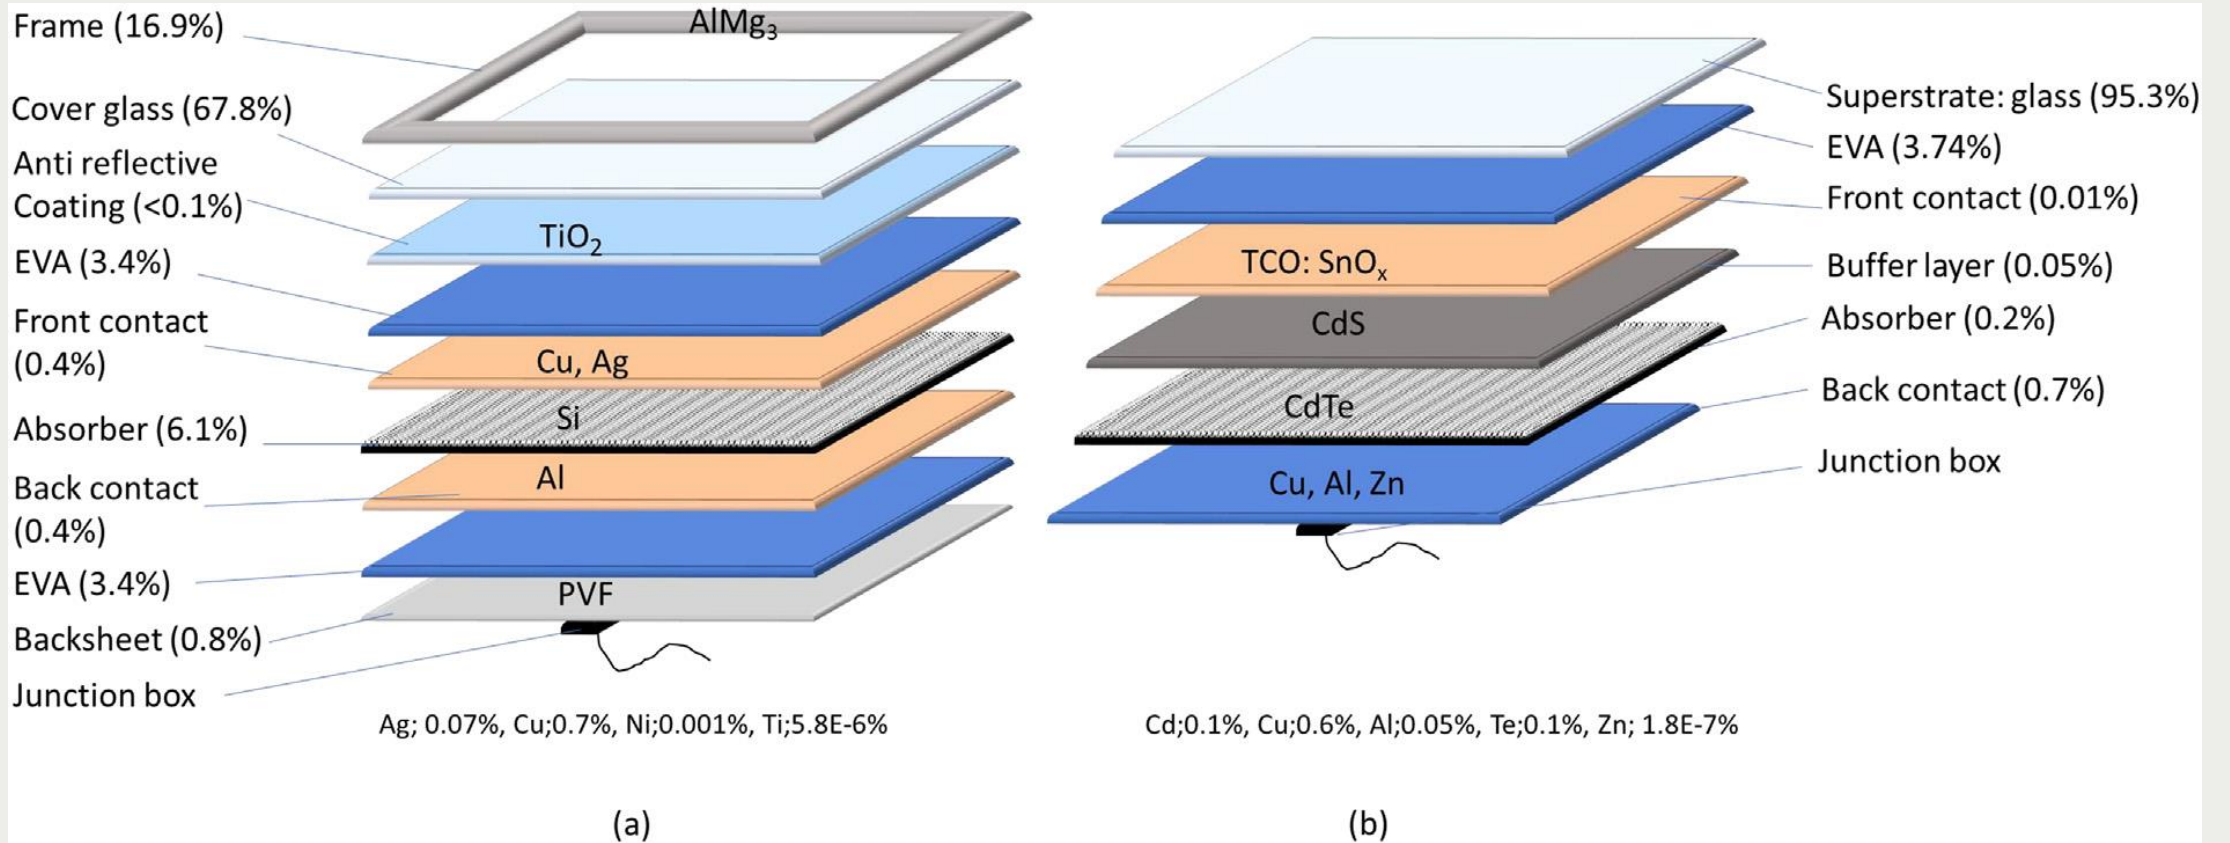 Frame (16.9%)
Cover glass (67.8%)
Anti reflective
Coating (<0.1%)
EVA (3.4%)
Front contact
(0.4%)
Absorber (6.1%)
Back contact
(0.4%)
EVA (3.4%)
Backsheet (0.8%)
Junction box
AlMg₃
TiO₂
Cu, Ag
Si
Al
PVF
Ag; 0.07%, Cu;0.7%, Ni;0.001%, Ti;5.8E-6%
(a)
TCO: SnOₓ
CdS
CdTe
Cu, Al, Zn
Superstrate: glass (95.3%)
EVA (3.74%)
Front contact (0.01%)
Buffer layer (0.05%)
Absorber (0.2%)
Back contact (0.7%)
Junction box
Cd;0.1%, Cu;0.6%, Al;0.05%, Te;0.1%, Zn; 1.8E-7%
(b)